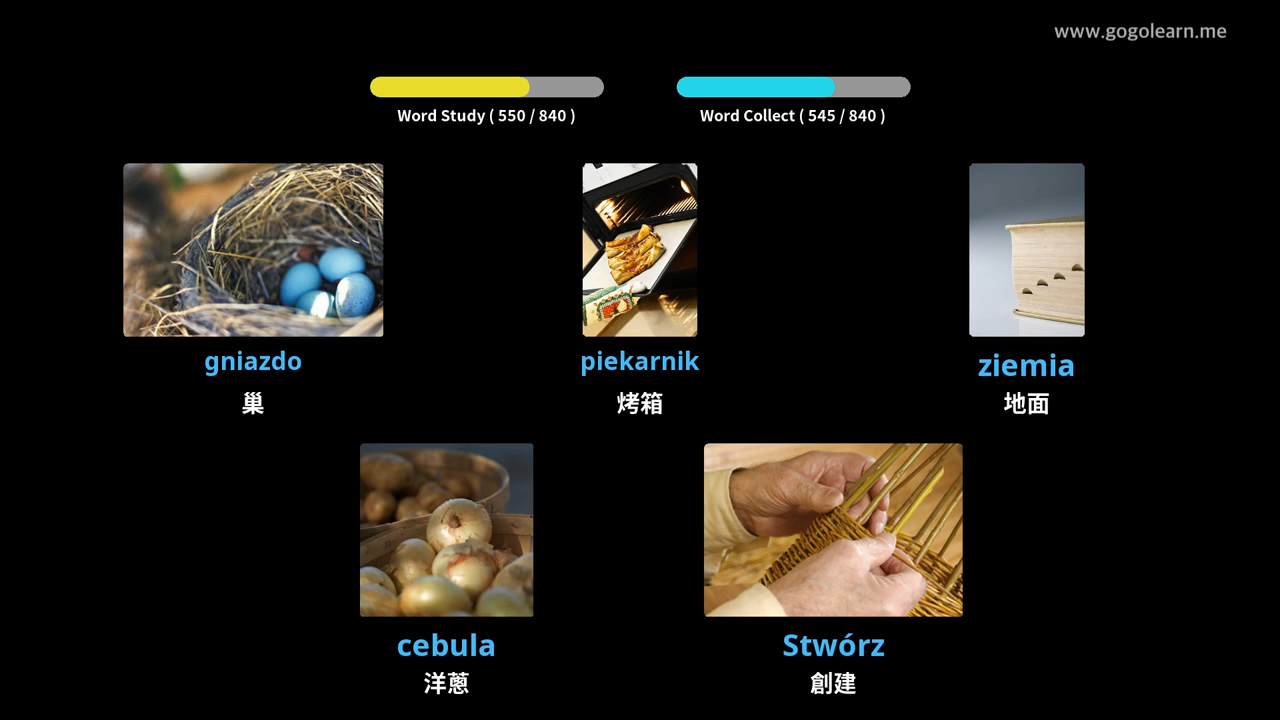 www.gogolearn.me
Word Study ( 550 / 840 )
Word Collect ( 545 / 840 )
gniazdo
巢
piekarnik
烤箱
ziemia
地面
cebula
洋蔥
Stwórz
創建